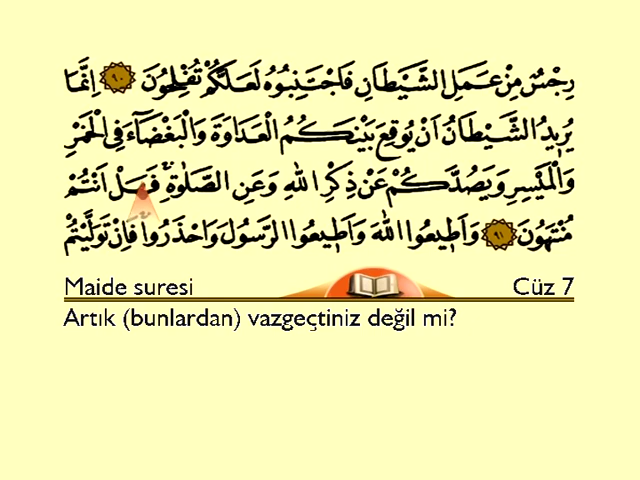 رِجْسٌ مِنْ عَمَلِ الشَّيْطَانِ فَاجْتَنِبُوهُ لَعَلَّكُمْ تُفْلِحُونَ ﴿٩٠﴾ اِنَّمَا
يُرِيدُ الشَّيْطَانُ اَنْ يُوقِعَ بَيْنَكُمُ الْعَدَاوَةَ وَالْبَغْضَٓاءَ فِى الْخَمْرِ
وَالْمَيْسِرِ وَيَصُدَّكُمْ عَنْ ذِكْرِ اللّٰهِ وَعَنِ الصَّلٰوةِۚ فَهَلْ اَنْتُمْ
مُنْتَهُونَ ﴿٩١﴾ وَاَطٖيعُوا اللّٰهَ وَاَطٖيعُوا الرَّسُولَ وَاحْذَرُواۚ فَاِنْ تَوَلَّيْتُمْ
Maide suresi Cüz 7
Artık (bunlardan) vazgeçtiniz değil mi?